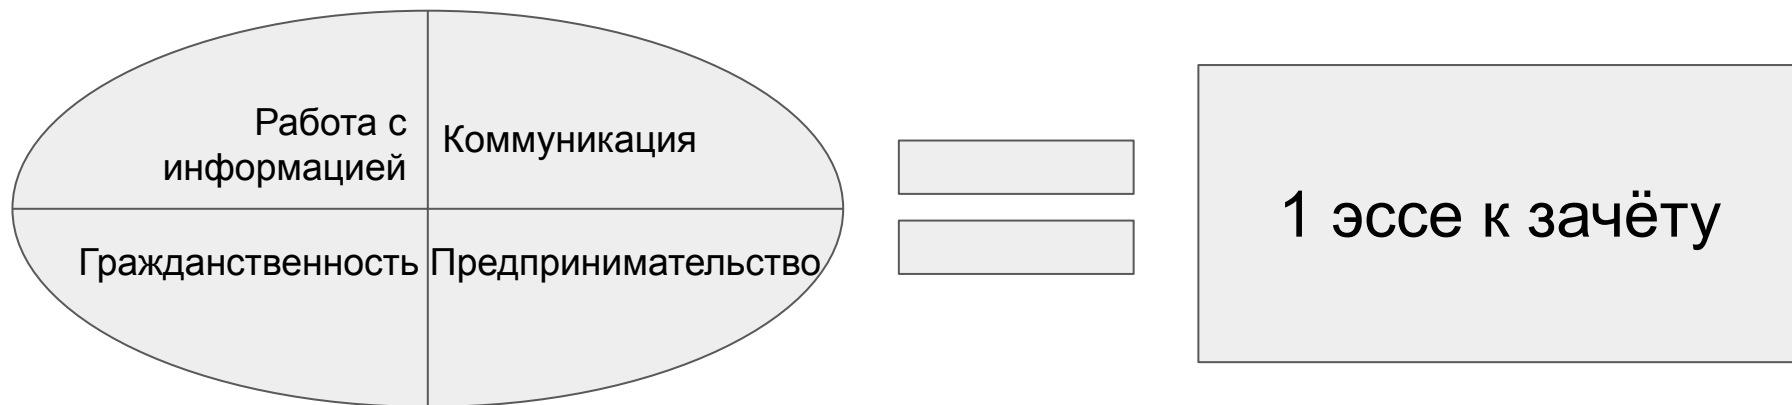 Работа с
информацией
Коммуникация
Гражданственность
Предпринимательство
1 эссе к зачёту